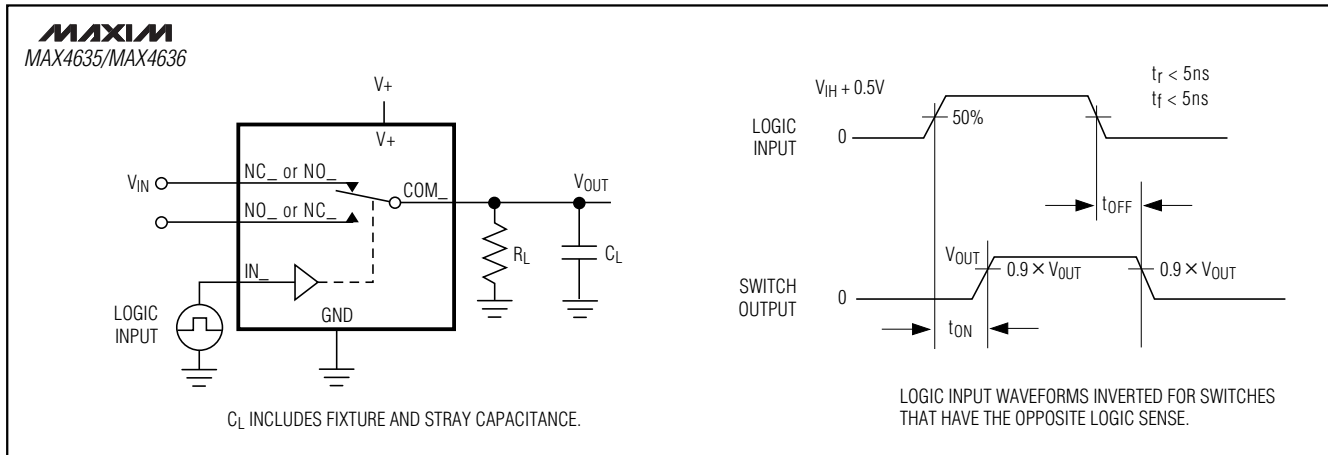 MAXIM
MAX4635/MAX4636
V+
V+
NC_ or NO_
VIN
COM_
VOUT
NO_ or NC_
RL
CL
IN_
LOGIC
INPUT
GND
CL INCLUDES FIXTURE AND STRAY CAPACITANCE.
tr < 5ns
tf < 5ns
VIH + 0.5V
50%
LOGIC
INPUT
0
tOFF
VOUT
0.9 × VOUT
0.9 × VOUT
SWITCH
OUTPUT
0
tON
LOGIC INPUT WAVEFORMS INVERTED FOR SWITCHES
THAT HAVE THE OPPOSITE LOGIC SENSE.